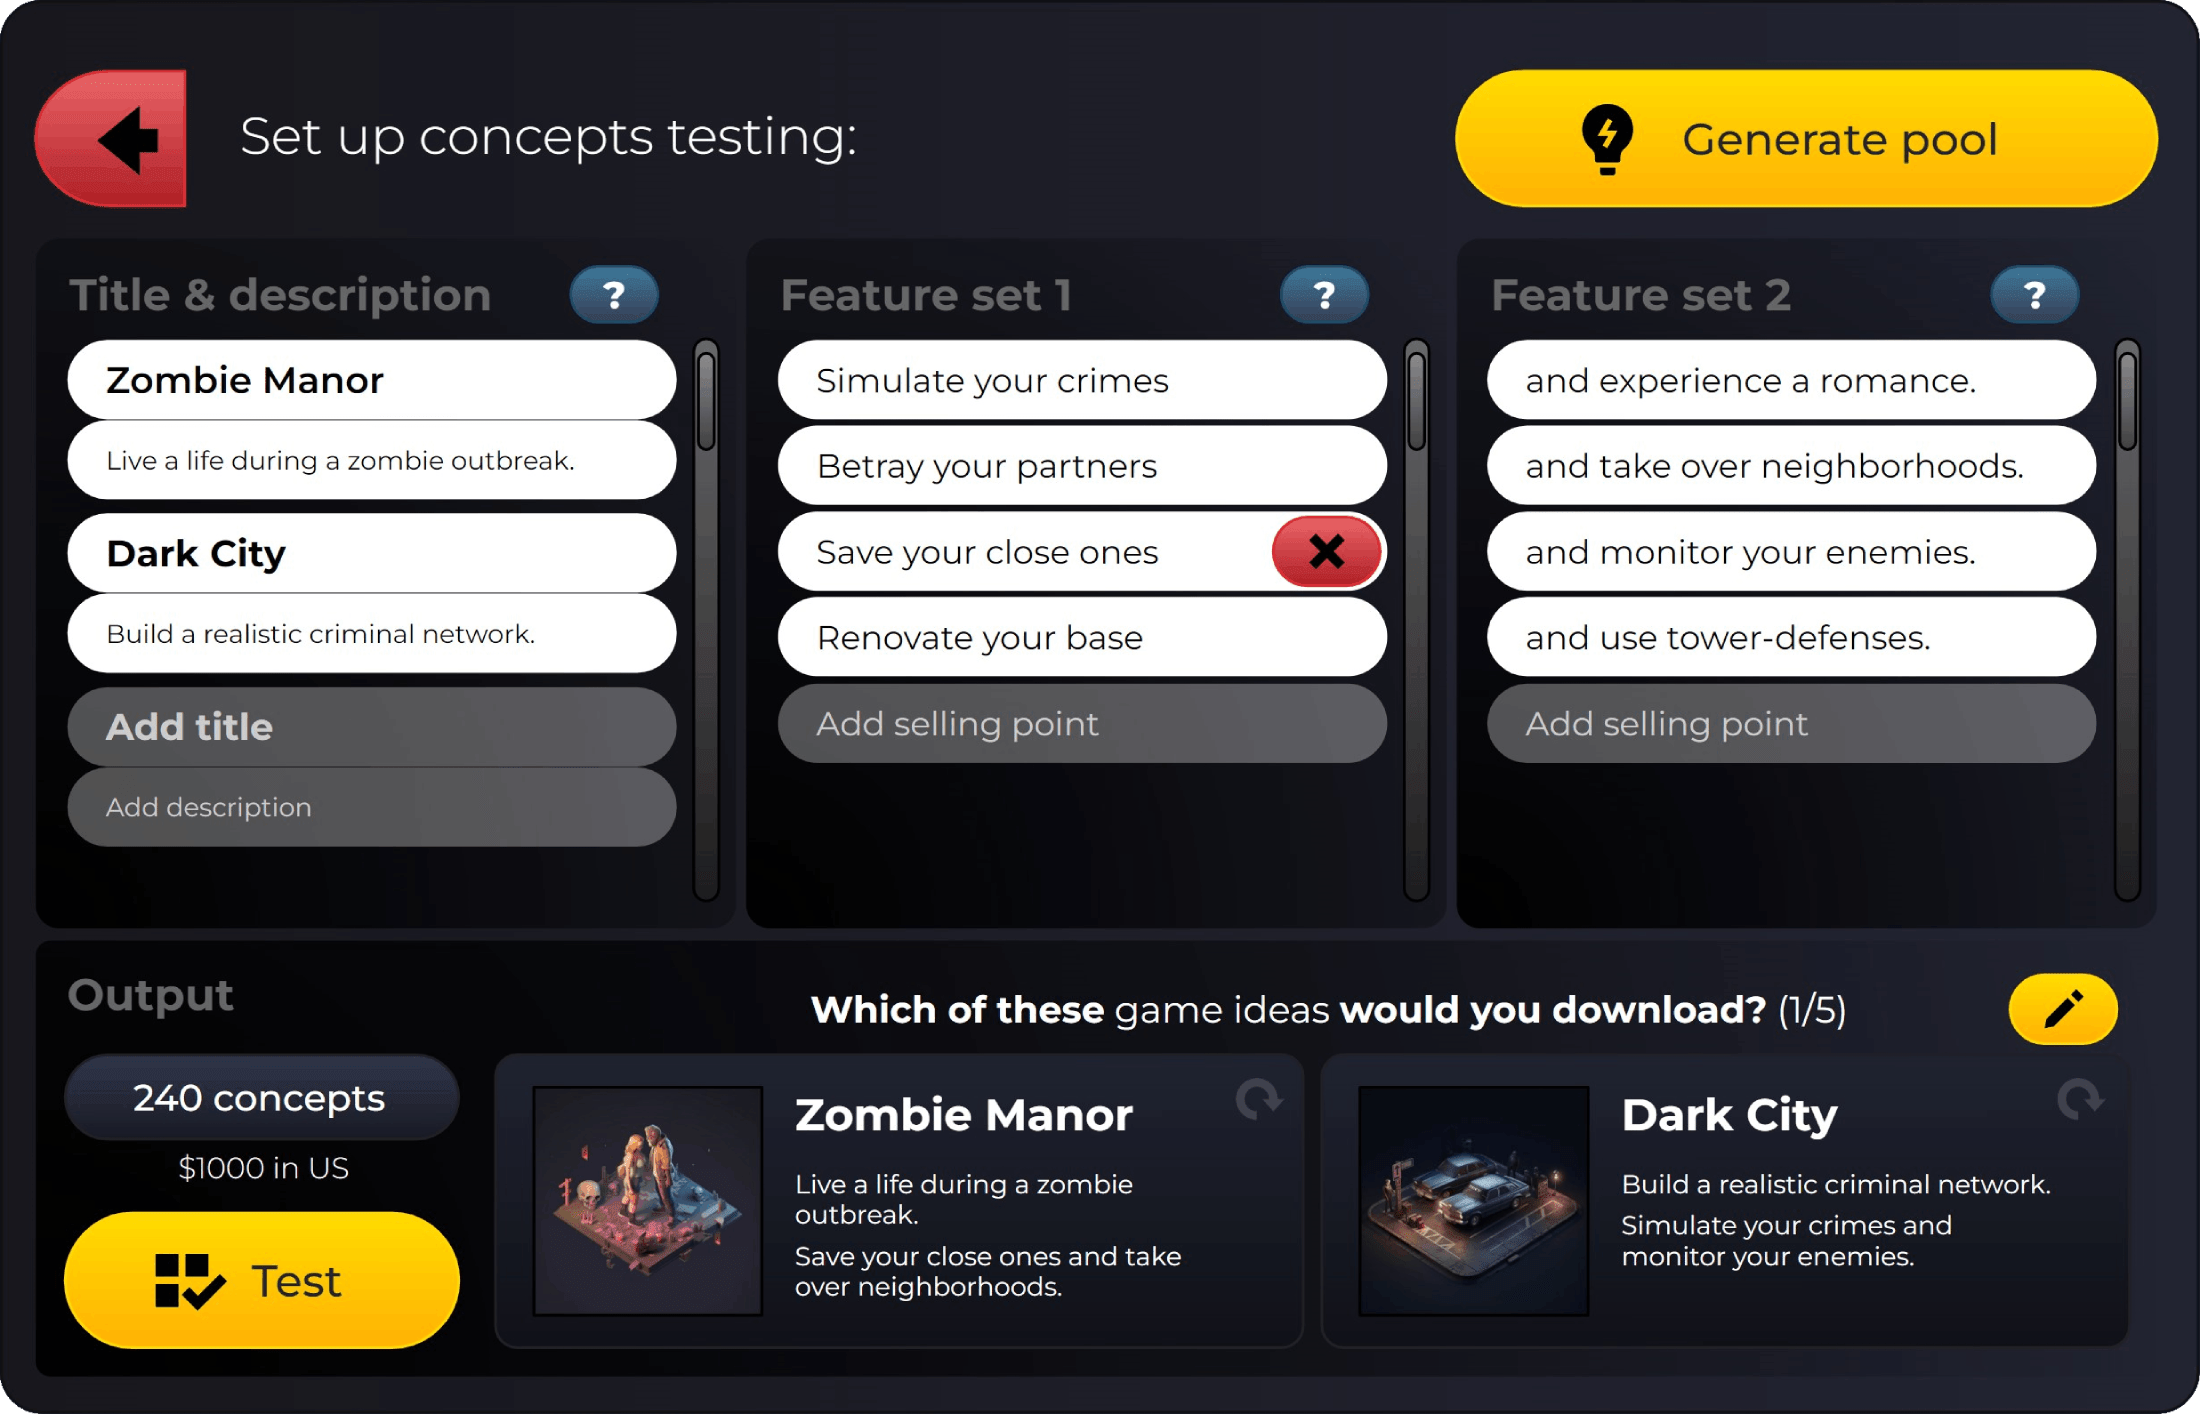 Set up concepts testing:
Generate pool
Title & description
?
Zombie Manor
Live a life during a zombie outbreak.
Dark City
Build a realistic criminal network.
Add title
Add description
Feature set 1
?
Simulate your crimes
Betray your partners
Save your close ones
Renovate your base
Add selling point
Feature set 2
?
and experience a romance.
and take over neighborhoods.
and monitor your enemies.
and use tower-defenses.
Add selling point
Output
240 concepts
$1000 in US
Test
Which of these game ideas would you download? (1/5)
Zombie Manor
Live a life during a zombie
outbreak.
Save your close ones and take
over neighborhoods.
Dark City
Build a realistic criminal network.
Simulate your crimes and
monitor your enemies.